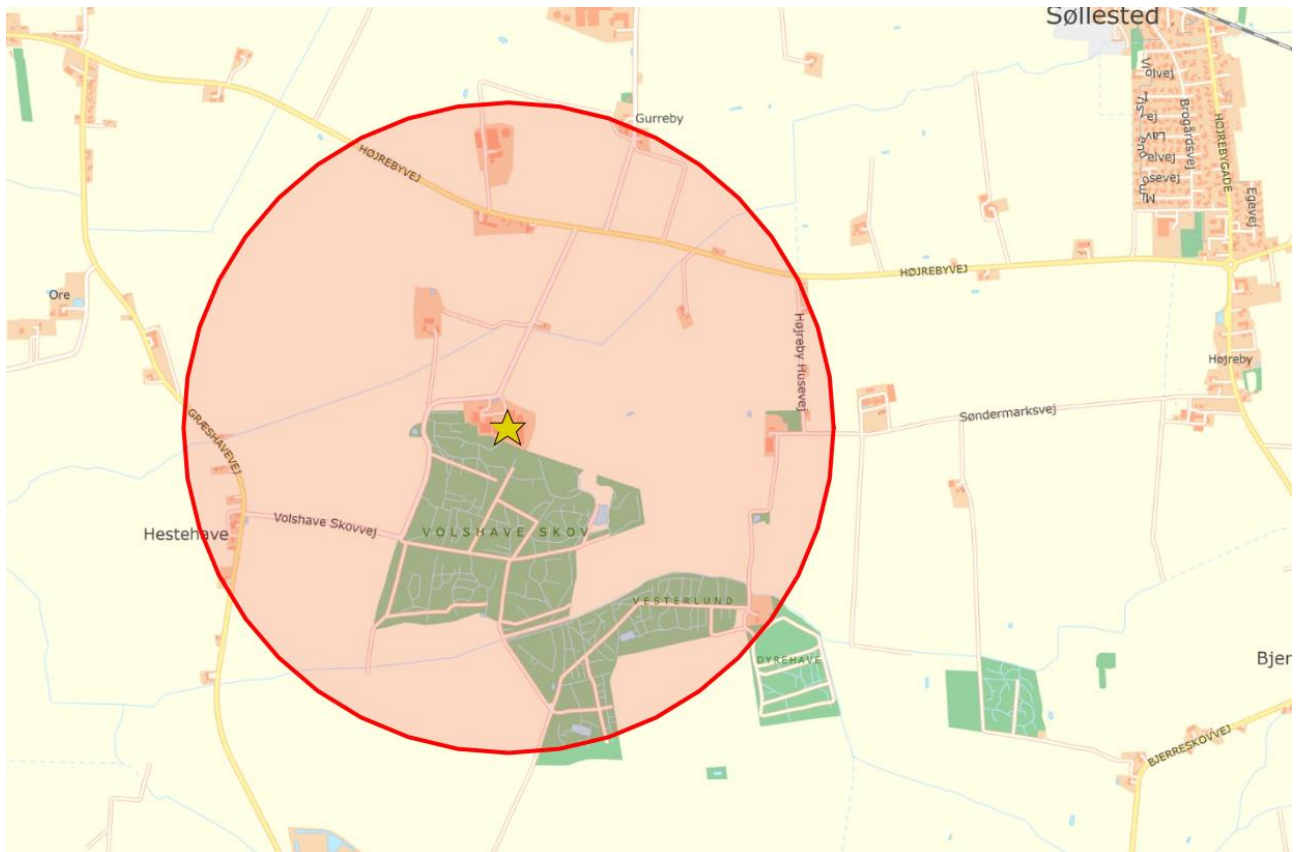 Søllested
Violvej
Brogårdsvej
HØJREBYGADE
Gurreby
Egevej
HØJREBYVEJ
HØJREBYVEJ
Ore
Højreby Husevej
Højreby
GRÆSHAVEVEJ
Søndermarksvej
Volshave Skovvej
VOLSHAVE SKOV
Hestehave
VESTERLUND
DYREHAVE
Bjer
BJERRESKOVVEJ